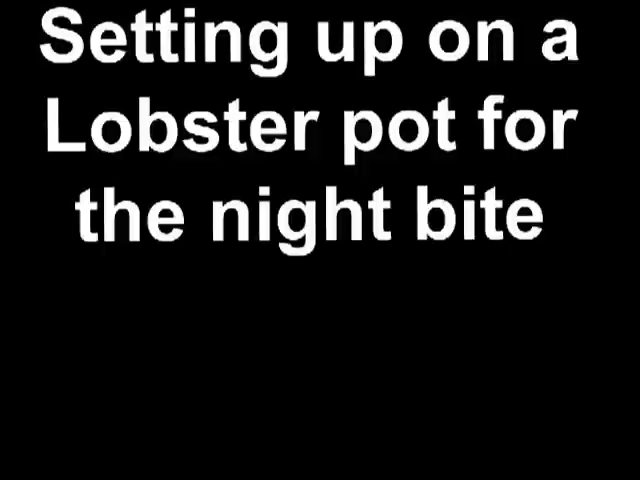 Setting up on a
Lobster pot for
the night bite